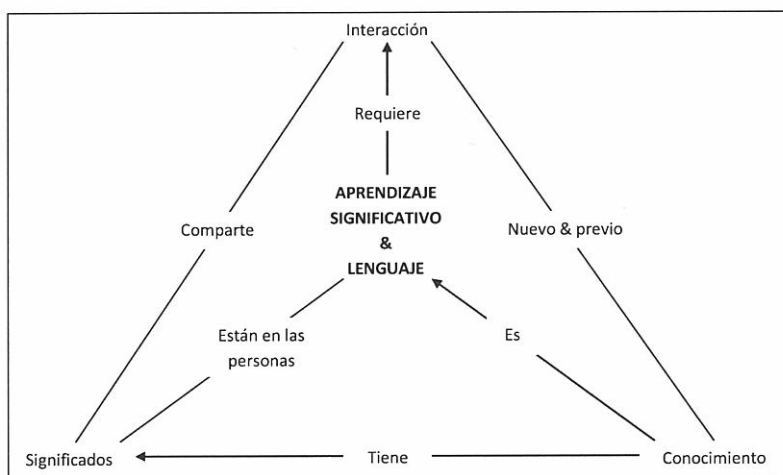 Interacción
Requiere
APRENDIZAJE
SIGNIFICATIVO
&
LENGUAJE
Comparte
Nuevo & previo
Están en las
personas
Es
Significados
Tiene
Conocimiento